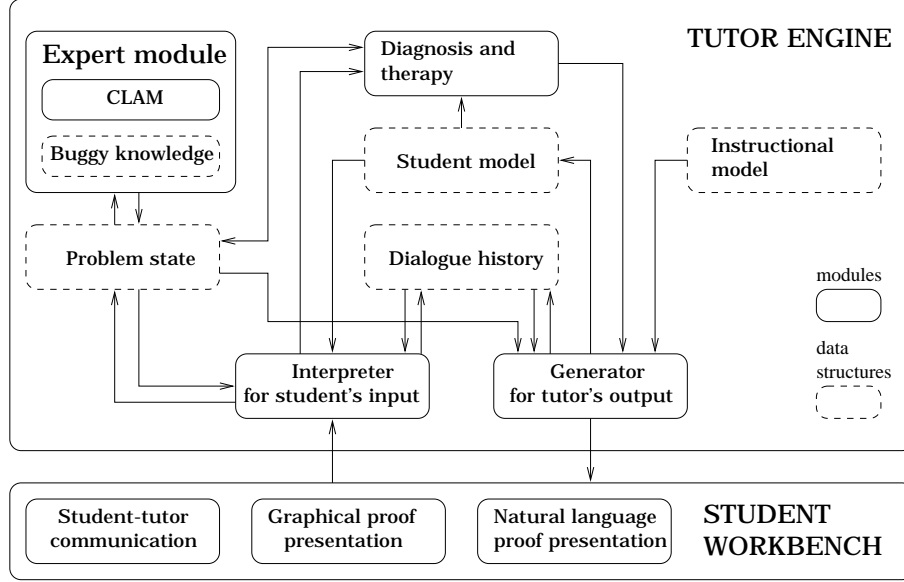 TUTOR ENGINE
Expert module
CLAM
Buggy knowledge
Diagnosis and
therapy
Student model
Instructional
model
Problem state
Dialogue history
modules
data
structures
Interpreter
for student's input
Generator
for tutor's output
Student-tutor
communication
Graphical proof
presentation
Natural language
proof presentation
STUDENT
WORKBENCH